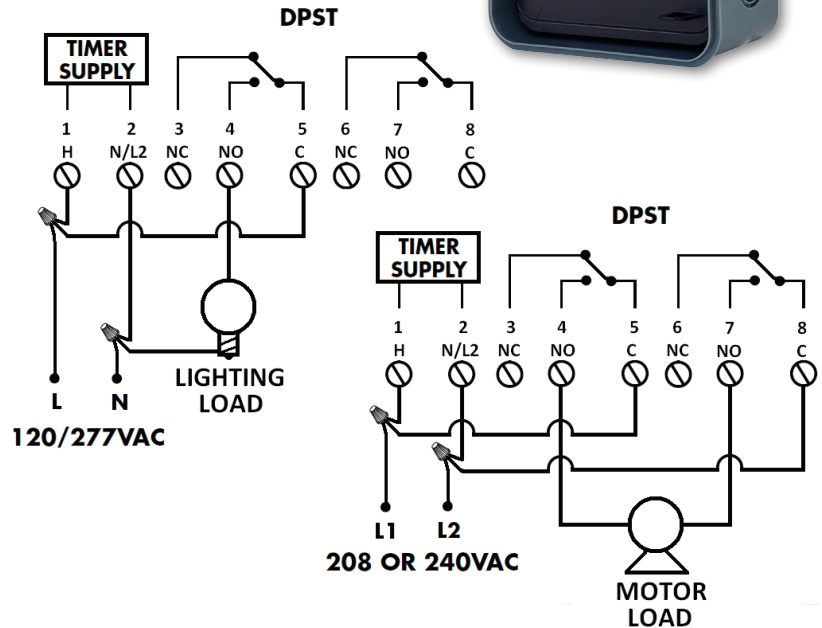 DPST
TIMER
SUPPLY
1 2 3 4 5 6 7 8
H N/L2 NC NO C NC NO C
L N
LIGHTING
LOAD
120/277VAC
DPST
TIMER
SUPPLY
1 2 3 4 5 6 7 8
H N/L2 NC NO C NC NO C
L1 L2
208 OR 240VAC
MOTOR
LOAD